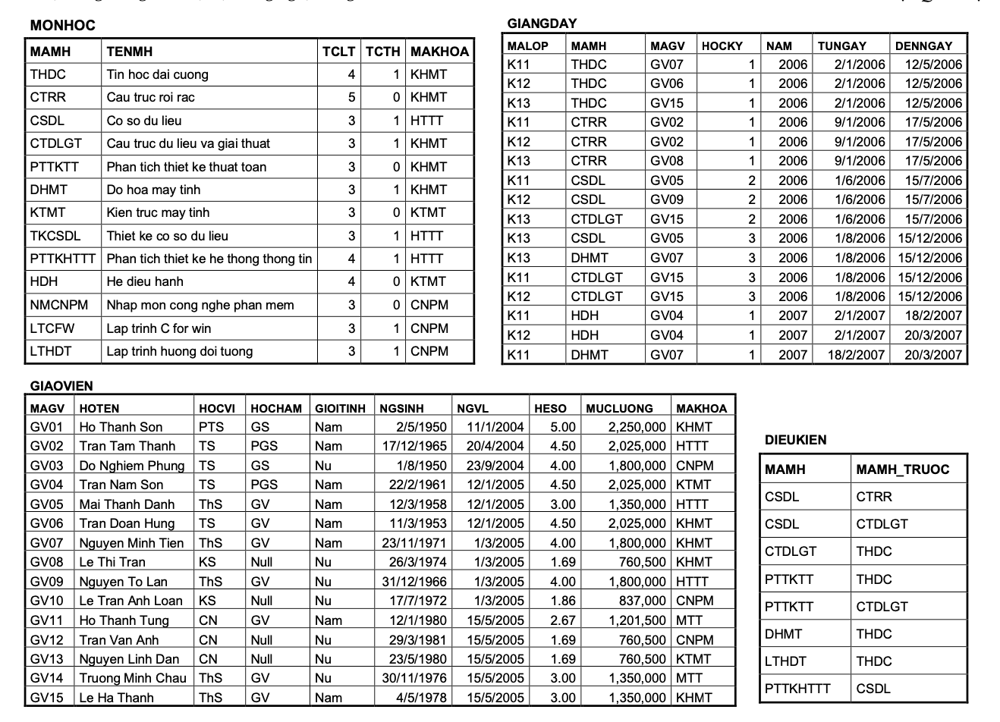 MONHOC
MAMH TENMH TCLT TCTH MAKHOA
THDC Tin hoc dai cuong 4 1 KHMT
CTRR Cau truc roi rac 5 0 KHMT
CSDL Co so du lieu 3 1 HTTT
CTDLGT Cau truc du lieu va giai thuat 3 1 KHMT
PTTKTT Phan tich thiet ke thuat toan 3 0 KHMT
DHMT Do hoa may tinh 3 1 KHMT
KTMT Kien truc may tinh 3 0 KTMT
TKCSDL Thiet ke co so du lieu 3 1 HTTT
PTTKHTTT Phan tich thiet ke he thong thong tin 4 1 HTTT
HDH He dieu hanh 4 0 KTMT
NMCNPM Nhap mon cong nghe phan mem 3 0 CNPM
LTCFW Lap trinh C for win 3 1 CNPM
LTHDT Lap trinh huong doi tuong 3 1 CNPM
GIANGDAY
MALOP MAMH MAGV HOCKY NAM TUNGAY DENNGAY
K11 THDC GV07 1 2006 2/1/2006 12/5/2006
K12 THDC GV06 1 2006 2/1/2006 12/5/2006
K13 THDC GV15 1 2006 2/1/2006 12/5/2006
K11 CTRR GV02 1 2006 9/1/2006 17/5/2006
K12 CTRR GV02 1 2006 9/1/2006 17/5/2006
K13 CTRR GV08 1 2006 9/1/2006 17/5/2006
K11 CSDL GV05 2 2006 1/6/2006 15/7/2006
K12 CSDL GV09 2 2006 1/6/2006 15/7/2006
K13 CTDLGT GV15 2 2006 1/6/2006 15/7/2006
K13 CSDL GV05 3 2006 1/8/2006 15/12/2006
K13 DHMT GV07 3 2006 1/8/2006 15/12/2006
K11 CTDLGT GV15 3 2006 1/8/2006 15/12/2006
K12 CTDLGT GV15 3 2006 1/8/2006 15/12/2006
K11 HDH GV04 1 2007 2/1/2007 18/2/2007
K12 HDH GV04 1 2007 2/1/2007 20/3/2007
K11 DHMT GV07 1 2007 18/2/2007 20/3/2007
GIAOVIEN
MAGV HOTEN HOCVI HOCHAM GIOITINH NGSINH NGVL HESO MUCLUONG MAKHOA
GV01 Ho Thanh Son PTS GS Nam 2/5/1950 11/1/2004 5.00 2,250,000 KHMT
GV02 Tran Tam Thanh TS PGS Nam 17/12/1965 20/4/2004 4.50 2,025,000 HTTT
GV03 Do Nghiem Phung TS GS Nu 1/8/1950 23/9/2004 4.00 1,800,000 CNPM
GV04 Tran Nam Son TS PGS Nam 22/2/1961 12/1/2005 4.50 2,025,000 KTMT
GV05 Mai Thanh Danh ThS GV Nam 12/3/1958 12/1/2005 3.00 1,350,000 HTTT
GV06 Tran Doan Hung TS GV Nam 11/3/1953 12/1/2005 4.50 2,025,000 KHMT
GV07 Nguyen Minh Tien ThS GV Nam 23/11/1971 1/3/2005 4.00 1,800,000 KHMT
GV08 Le Thi Tran KS Null Nu 26/3/1974 1/3/2005 1.69 760,500 KHMT
GV09 Nguyen To Lan ThS GV Nu 31/12/1966 1/3/2005 4.00 1,800,000 HTTT
GV10 Le Tran Anh Loan KS Null Nu 17/7/1972 1/3/2005 1.86 837,000 CNPM
GV11 Ho Thanh Tung CN GV Nam 12/1/1980 15/5/2005 2.67 1,201,500 MTT
GV12 Tran Van Anh CN Null Nu 29/3/1981 15/5/2005 1.69 760,500 CNPM
GV13 Nguyen Linh Dan CN Null Nu 23/5/1980 15/5/2005 1.69 760,500 KTMT
GV14 Truong Minh Chau ThS GV Nu 30/11/1976 15/5/2005 3.00 1,350,000 MTT
GV15 Le Ha Thanh ThS GV Nam 4/5/1978 15/5/2005 3.00 1,350,000 KHMT
DIEUKIEN
MAMH MAMH_TRUOC
CSDL CTRR
CSDL CTDLGT
CTDLGT THDC
PTTKTT THDC
PTTKTT CTDLGT
DHMT THDC
LTHDT THDC
PTTKHTTT CSDL